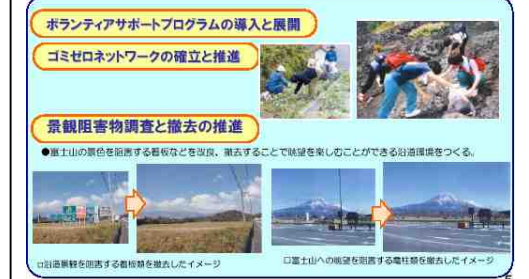 ボランティアサポートプログラムの導入と展開
ゴミゼロネットワークの確立と推進
景観阻害物調査と撤去の推進
●富士山の景色を阻害する看板などを改良、撤去することで眺望を楽しむことができる沿道環境をつくる。
□沿道景観を阻害する看板類を撤去したイメージ
□富士山への眺望を阻害する電柱類を撤去したイメージ